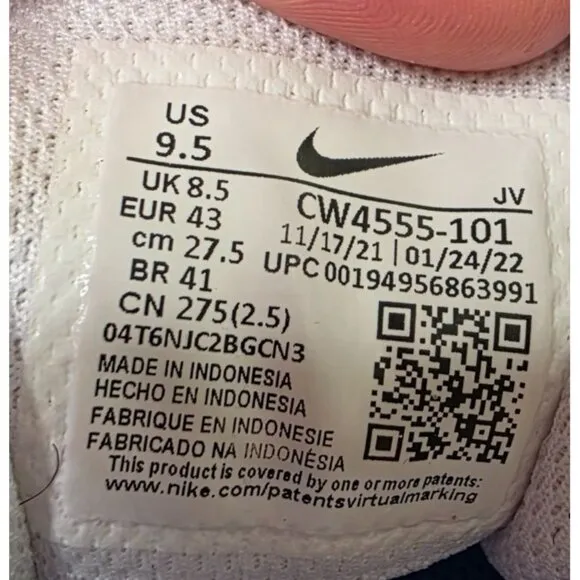 US
9.5
UK 8.5
EUR 43
cm 27.5
BR 41
CN 275(2.5)
04T6NJC2BGCN3
JV
CW4555-101
11/17/21 | 01/24/22
UPC 00194956863991
MADE IN INDONESIA
HECHO EN INDONESIA
FABRIQUE EN INDONESIE
FABRICADO NA INDONÉSIA
This product is covered by one or more patents:
www.nike.com/patentsvirtualmarking